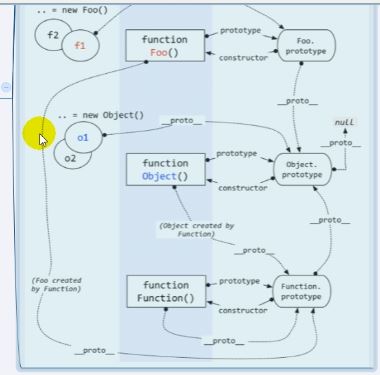 .. = new Foo()
f2
f1
function
Foo()
prototype
constructor
Foo.
prototype
__proto__
null
.. = new Object()
__proto__
o1
o2
function
Object()
prototype
constructor
Object.
prototype
__proto__
(Object created by
Function)
__proto__
__proto__
(Foo created
by Function)
function
Function()
prototype
constructor
Function.
prototype
__proto__
__proto__